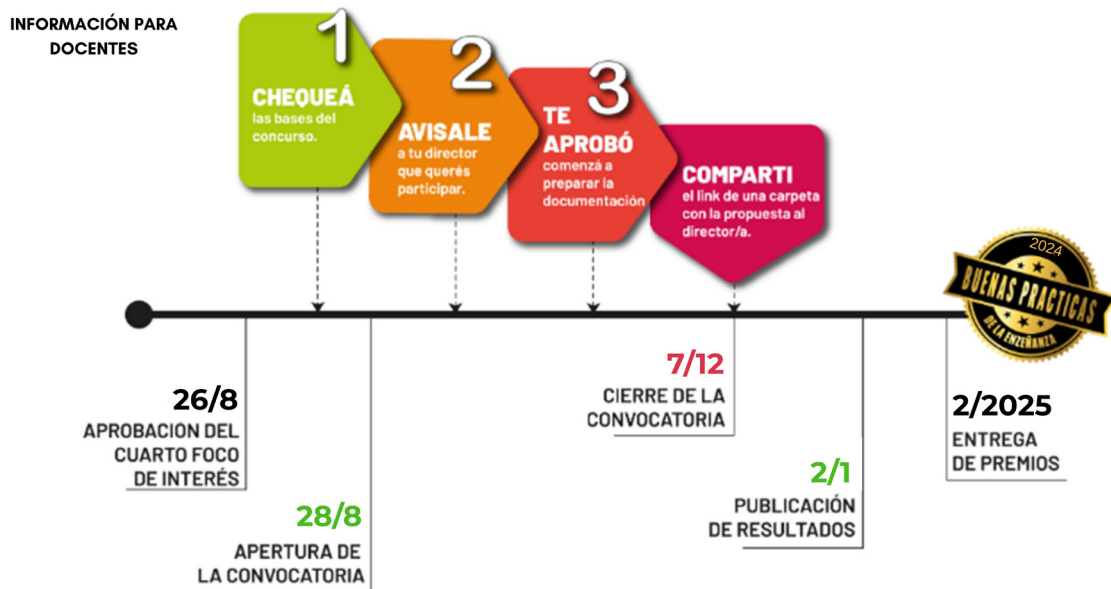 INFORMACIÓN PARA
DOCENTES
1
CHEQUEÁ
las bases del
concurso.
2
AVISALE
a tu director
que querés
participar.
3
TE
APROBÓ
comenzá a
preparar la
documentación
COMPARTI
el link de una carpeta
con la propuesta al
director/a.
2024
BUENAS PRACTICAS
DE LA ENZEÑANZA
26/8
APROBACION DEL
CUARTO FOCO
DE INTERÉS
28/8
APERTURA DE
LA CONVOCATORIA
7/12
CIERRE DE LA
CONVOCATORIA
2/1
PUBLICACIÓN
DE RESULTADOS
2/2025
ENTREGA
DE PREMIOS